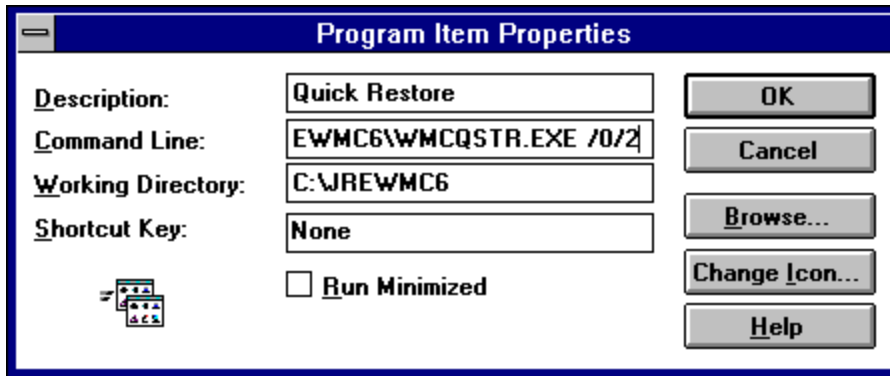 Program Item Properties
Description: Quick Restore
Command Line: EWMC6\WMCQSTR.EXE /0/2
Working Directory: C:\JREWMC6
Shortcut Key: None
Run Minimized
OK
Cancel
Browse...
Change Icon...
Help